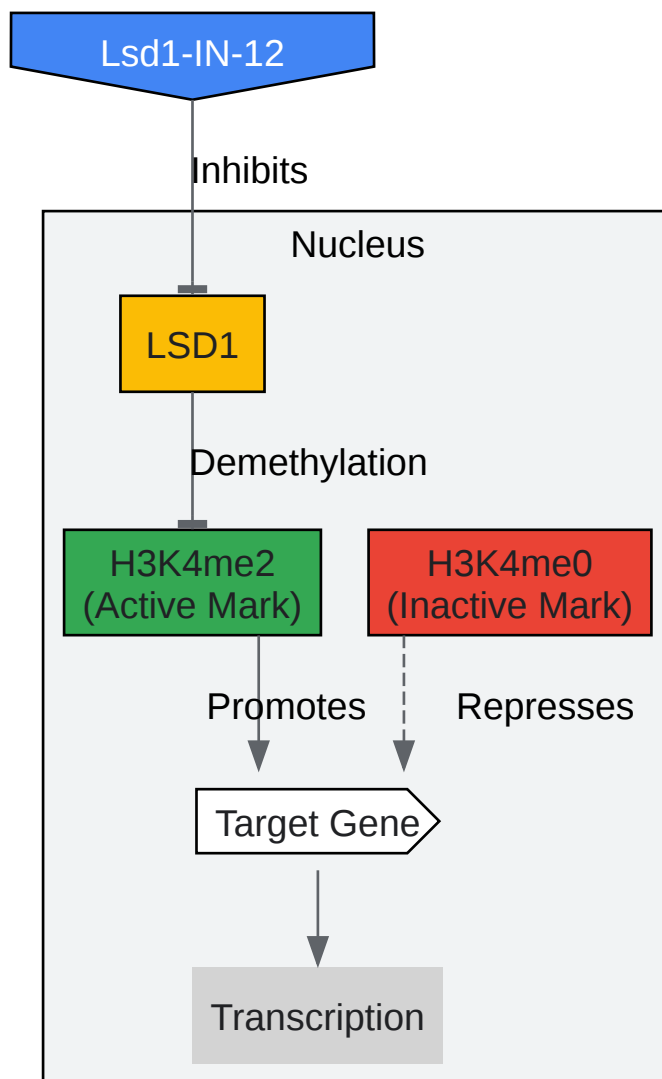 Lsd1-IN-12
Inhibits
Nucleus
LSD1
Demethylation
H3K4me2
(Active Mark)
H3K4me0
(Inactive Mark)
Promotes
Represses
Target Gene
Transcription